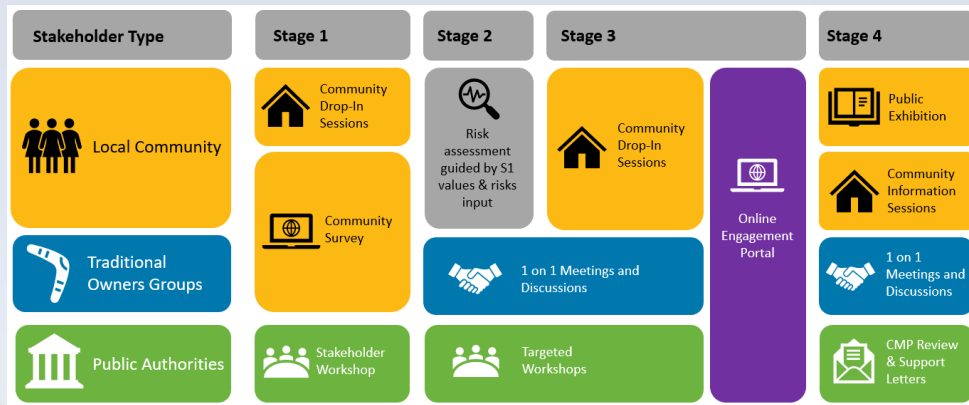 Stakeholder Type
Stage 1
Stage 2
Stage 3
Stage 4
Local Community
Community
Drop-In
Sessions
Community
Survey
Risk
assessment
guided by S1
values & risks
input
Community
Drop-In
Sessions
Online
Engagement
Portal
Public
Exhibition
Community
Information
Sessions
Traditional
Owners Groups
1 on 1 Meetings and
Discussions
1 on 1
Meetings and
Discussions
Public Authorities
Stakeholder
Workshop
Targeted
Workshops
CMP Review
& Support
Letters